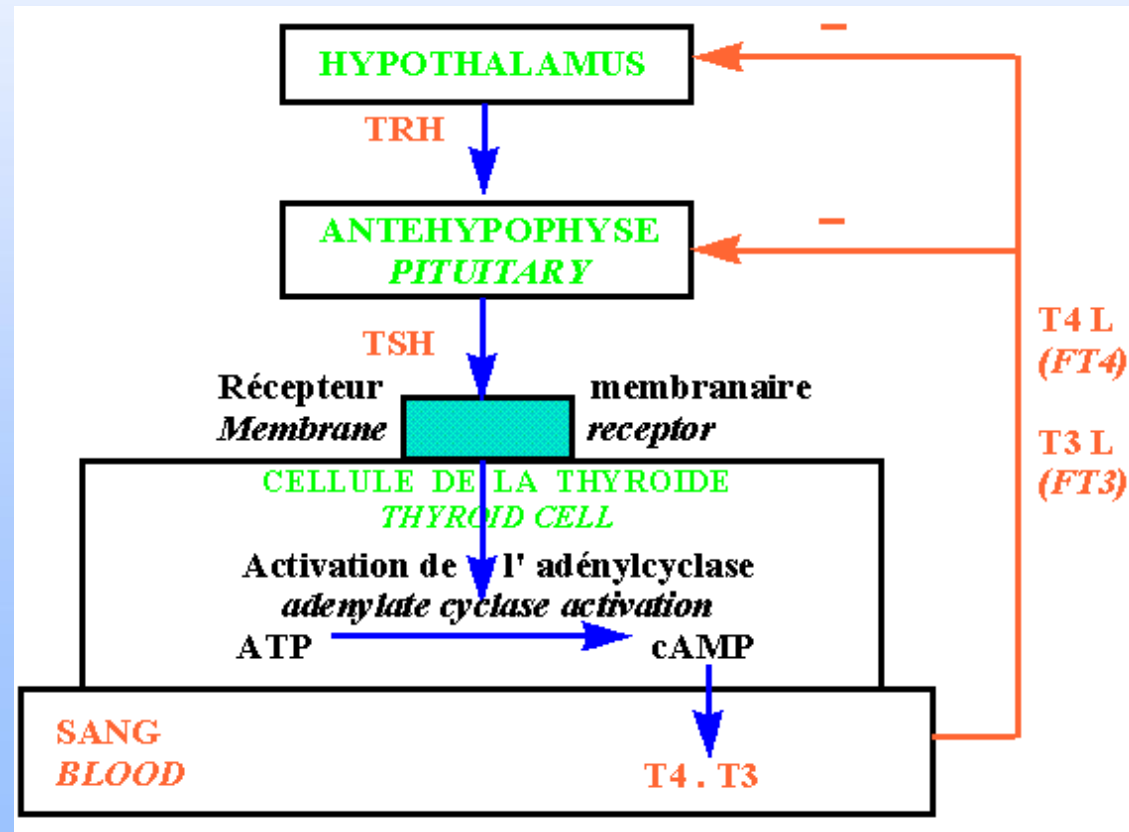 –
HYPOTHALAMUS
TRH
–
ANTEHYPOPHYSE
PITUITARY
TSH
T4 L
(FT4)
Récepteur membranaire
Membrane receptor
T3 L
(FT3)
CELLULE DE LA THYROIDE
THYROID CELL
Activation de l' adénylcyclase
adenylate cyclase activation
ATP cAMP
SANG
BLOOD
T4 . T3